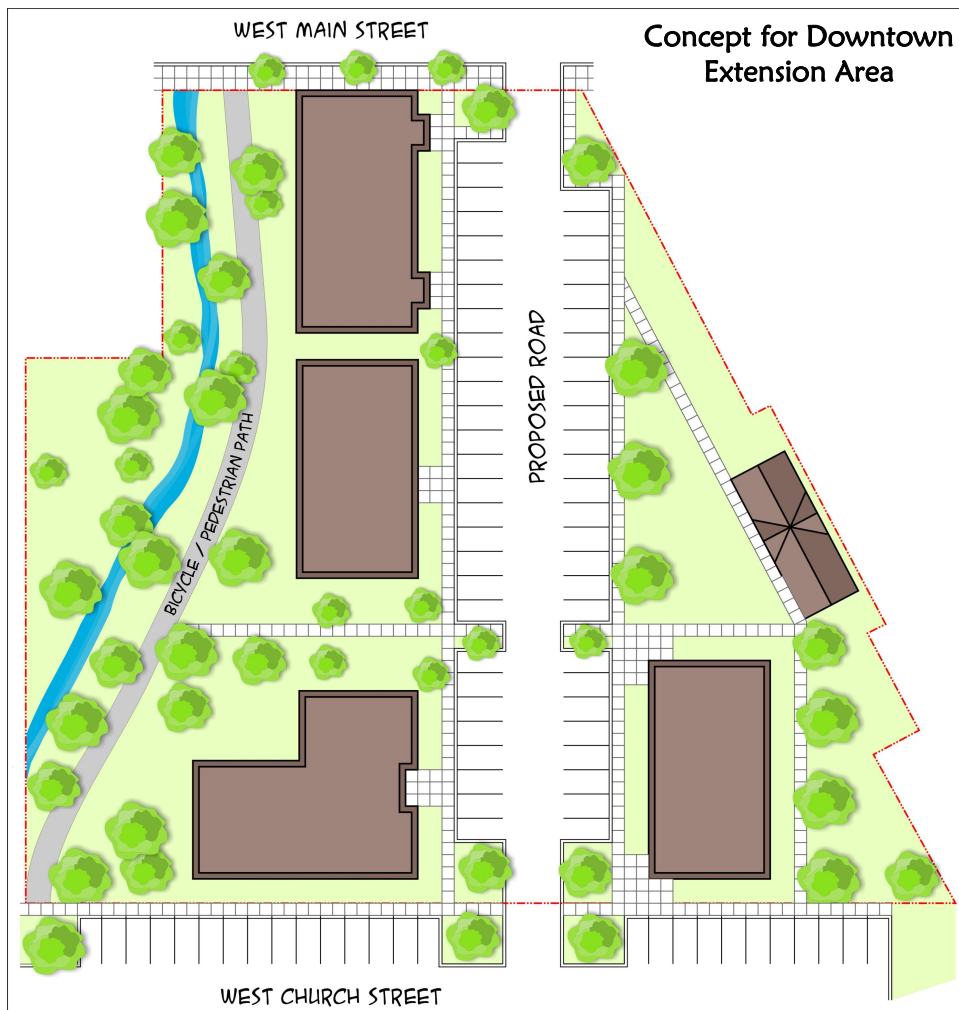 WEST MAIN STREET
Concept for Downtown
Extension Area
PROPOSED ROAD
BICYCLE / PEDESTRIAN PATH
WEST CHURCH STREET